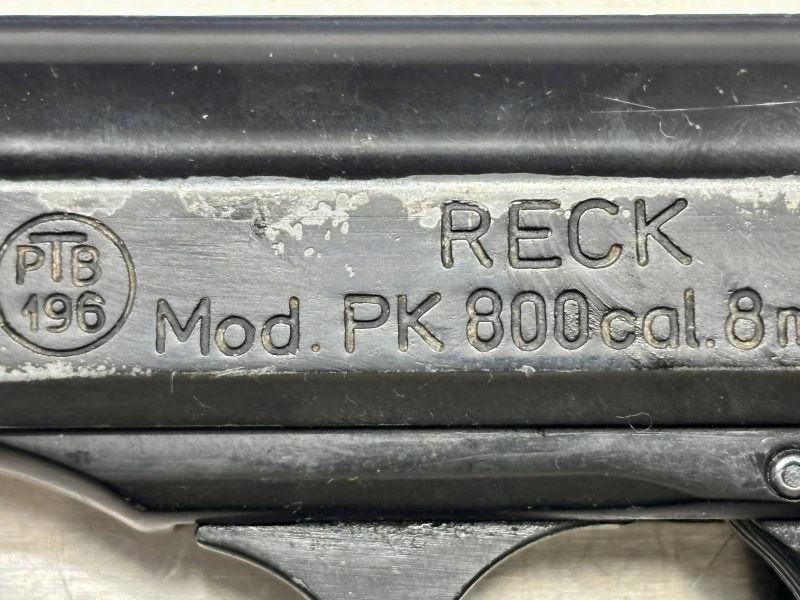 RECK
PTB
196
Mod. PK 800 cal. 8